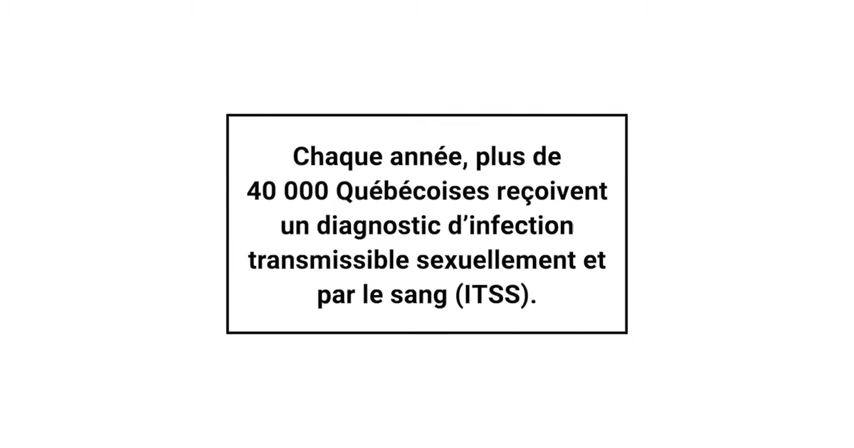 Chaque année, plus de
40 000 Québécoises reçoivent
un diagnostic d’infection
transmissible sexuellement et
par le sang (ITSS).